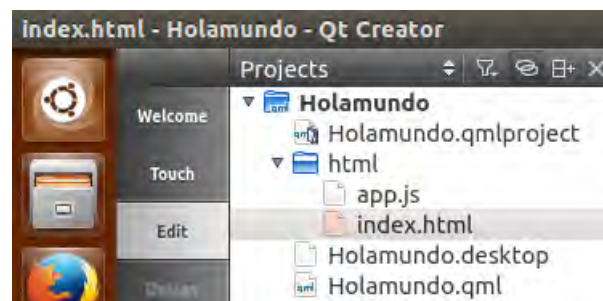 index.html - Holamundo - Qt Creator
Projects
Welcome
Touch
Edit
Design
Holamundo
Holamundo.qmlproject
html
app.js
index.html
Holamundo.desktop
Holamundo.qml